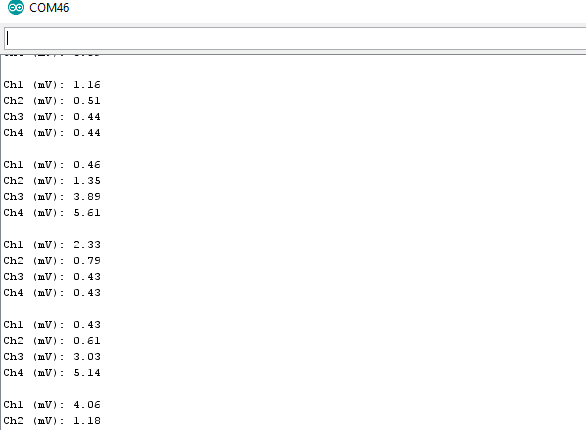 COM46
Ch1 (mV): 1.16
Ch2 (mV): 0.51
Ch3 (mV): 0.44
Ch4 (mV): 0.44
Ch1 (mV): 0.46
Ch2 (mV): 1.35
Ch3 (mV): 3.89
Ch4 (mV): 5.61
Ch1 (mV): 2.33
Ch2 (mV): 0.79
Ch3 (mV): 0.43
Ch4 (mV): 0.43
Ch1 (mV): 0.43
Ch2 (mV): 0.61
Ch3 (mV): 3.03
Ch4 (mV): 5.14
Ch1 (mV): 4.06
Ch2 (mV): 1.18